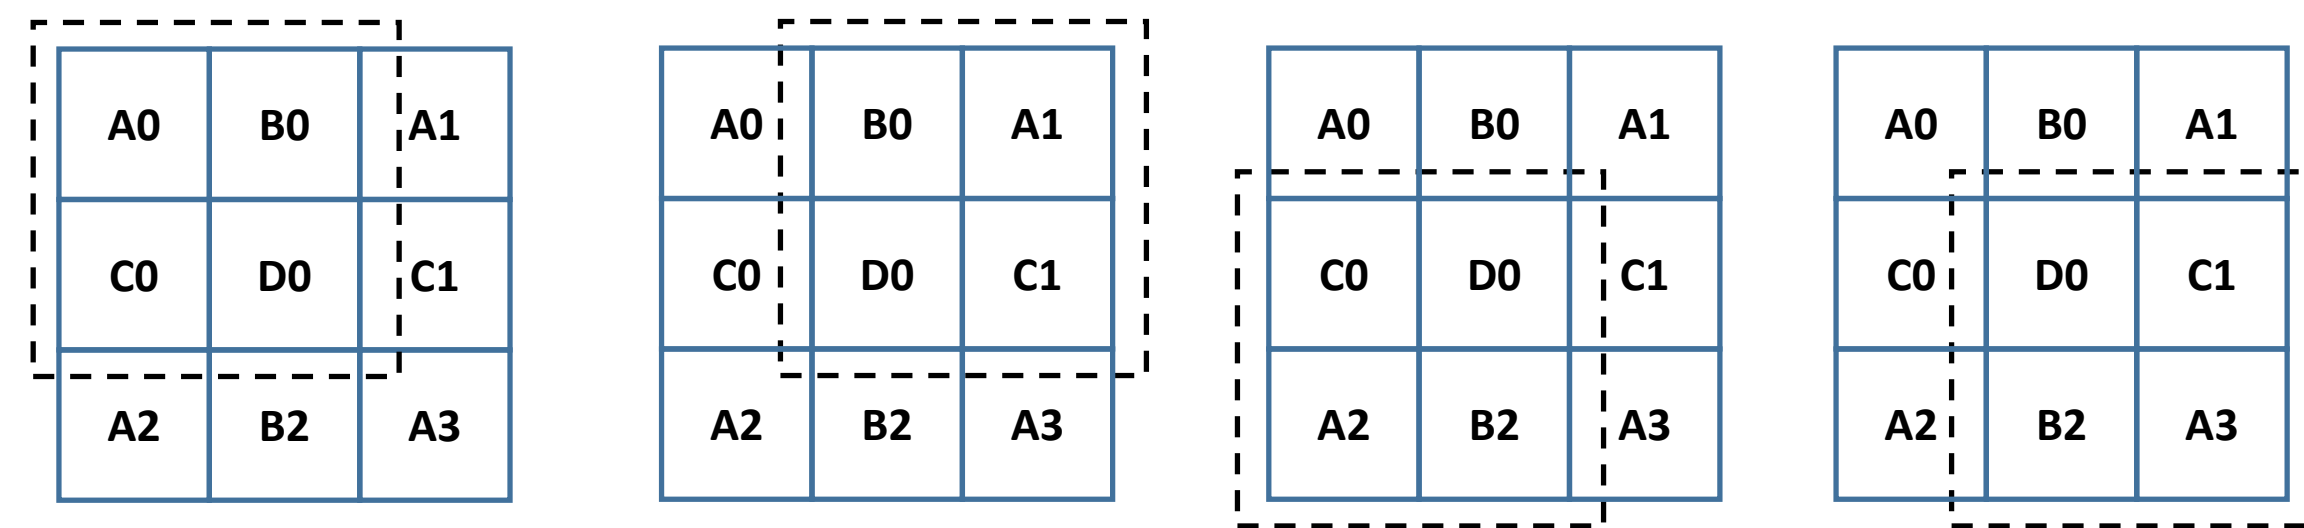 A0 B0 A1 A0 B0 A1 A0 B0 A1 A0 B0 A1
C0 D0 C1 C0 D0 C1 C0 D0 C1 C0 D0 C1
A2 B2 A3 A2 B2 A3 A2 B2 A3 A2 B2 A3